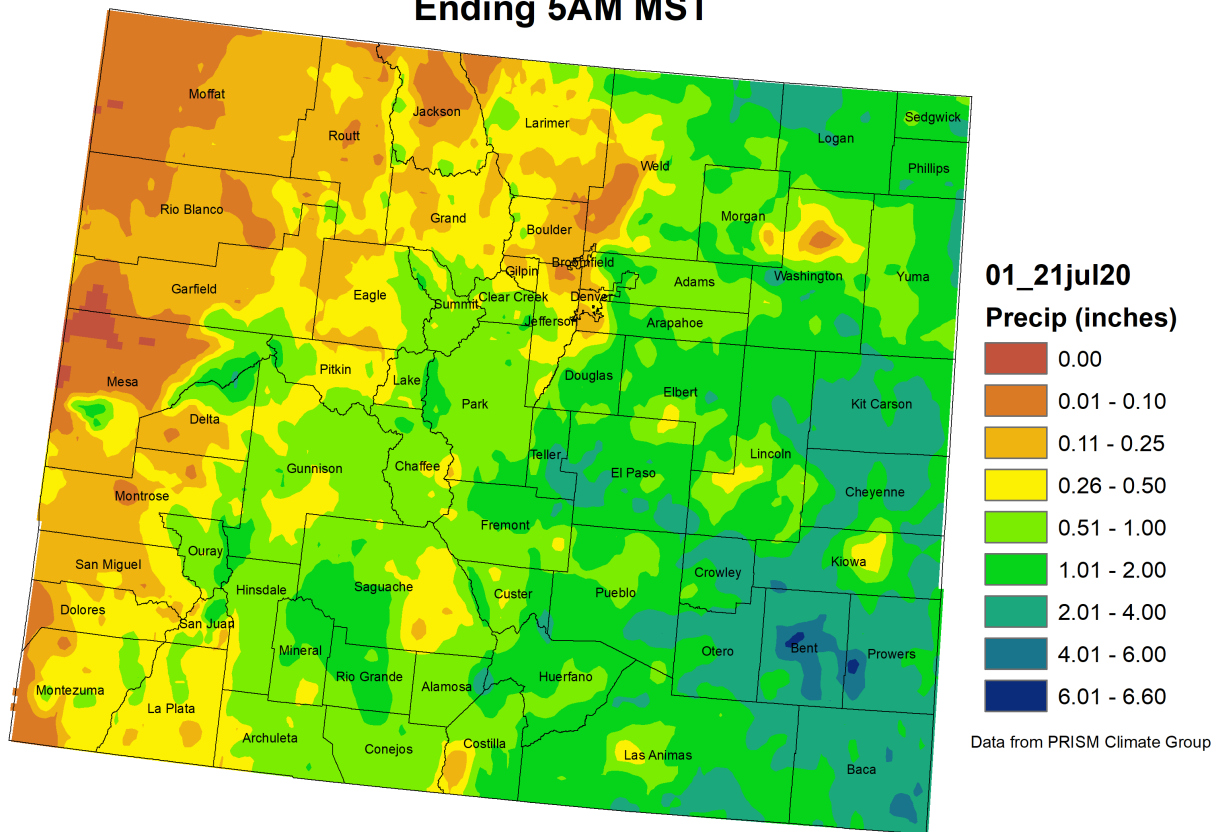 Ending 5AM MST
Moffat
Routt
Jackson
Larimer
Weld
Logan
Sedgwick
Phillips
Rio Blanco
Grand
Boulder
Morgan
Broomfield
Gilpin
Garfield
Eagle
Summit
Clear Creek
Denver
Jefferson
Adams
Arapahoe
Washington
Yuma
Mesa
Pitkin
Lake
Park
Douglas
Elbert
Kit Carson
Delta
Gunnison
Chaffee
Teller
El Paso
Lincoln
Cheyenne
Montrose
Fremont
Ouray
San Miguel
Hinsdale
Saguache
Custer
Pueblo
Crowley
Kiowa
Dolores
San Juan
Mineral
Rio Grande
Alamosa
Huerfano
Otero
Bent
Prowers
Montezuma
La Plata
Archuleta
Conejos
Costilla
Las Animas
Baca
01_21jul20
Precip (inches)
0.00
0.01 - 0.10
0.11 - 0.25
0.26 - 0.50
0.51 - 1.00
1.01 - 2.00
2.01 - 4.00
4.01 - 6.00
6.01 - 6.60
Data from PRISM Climate Group